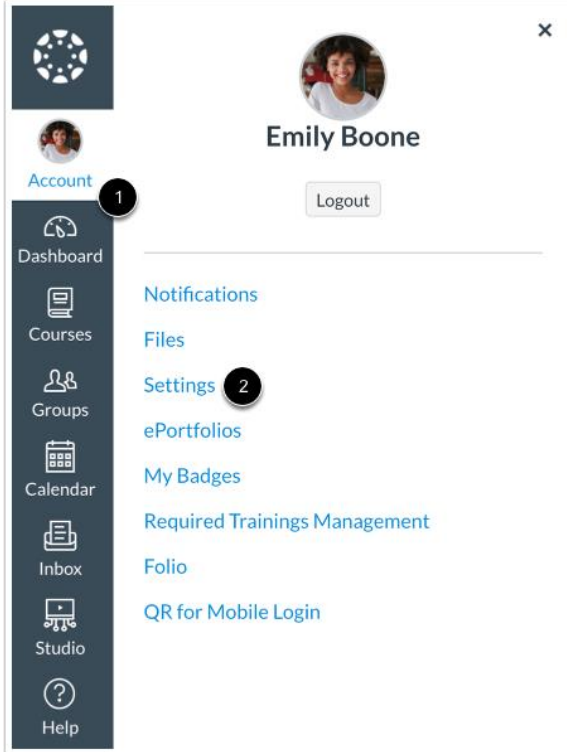 ×
Emily Boone
Logout
Account
1
Dashboard
Courses
Groups
Calendar
Inbox
Studio
Help
Notifications
Files
Settings 2
ePortfolios
My Badges
Required Trainings Management
Folio
QR for Mobile Login